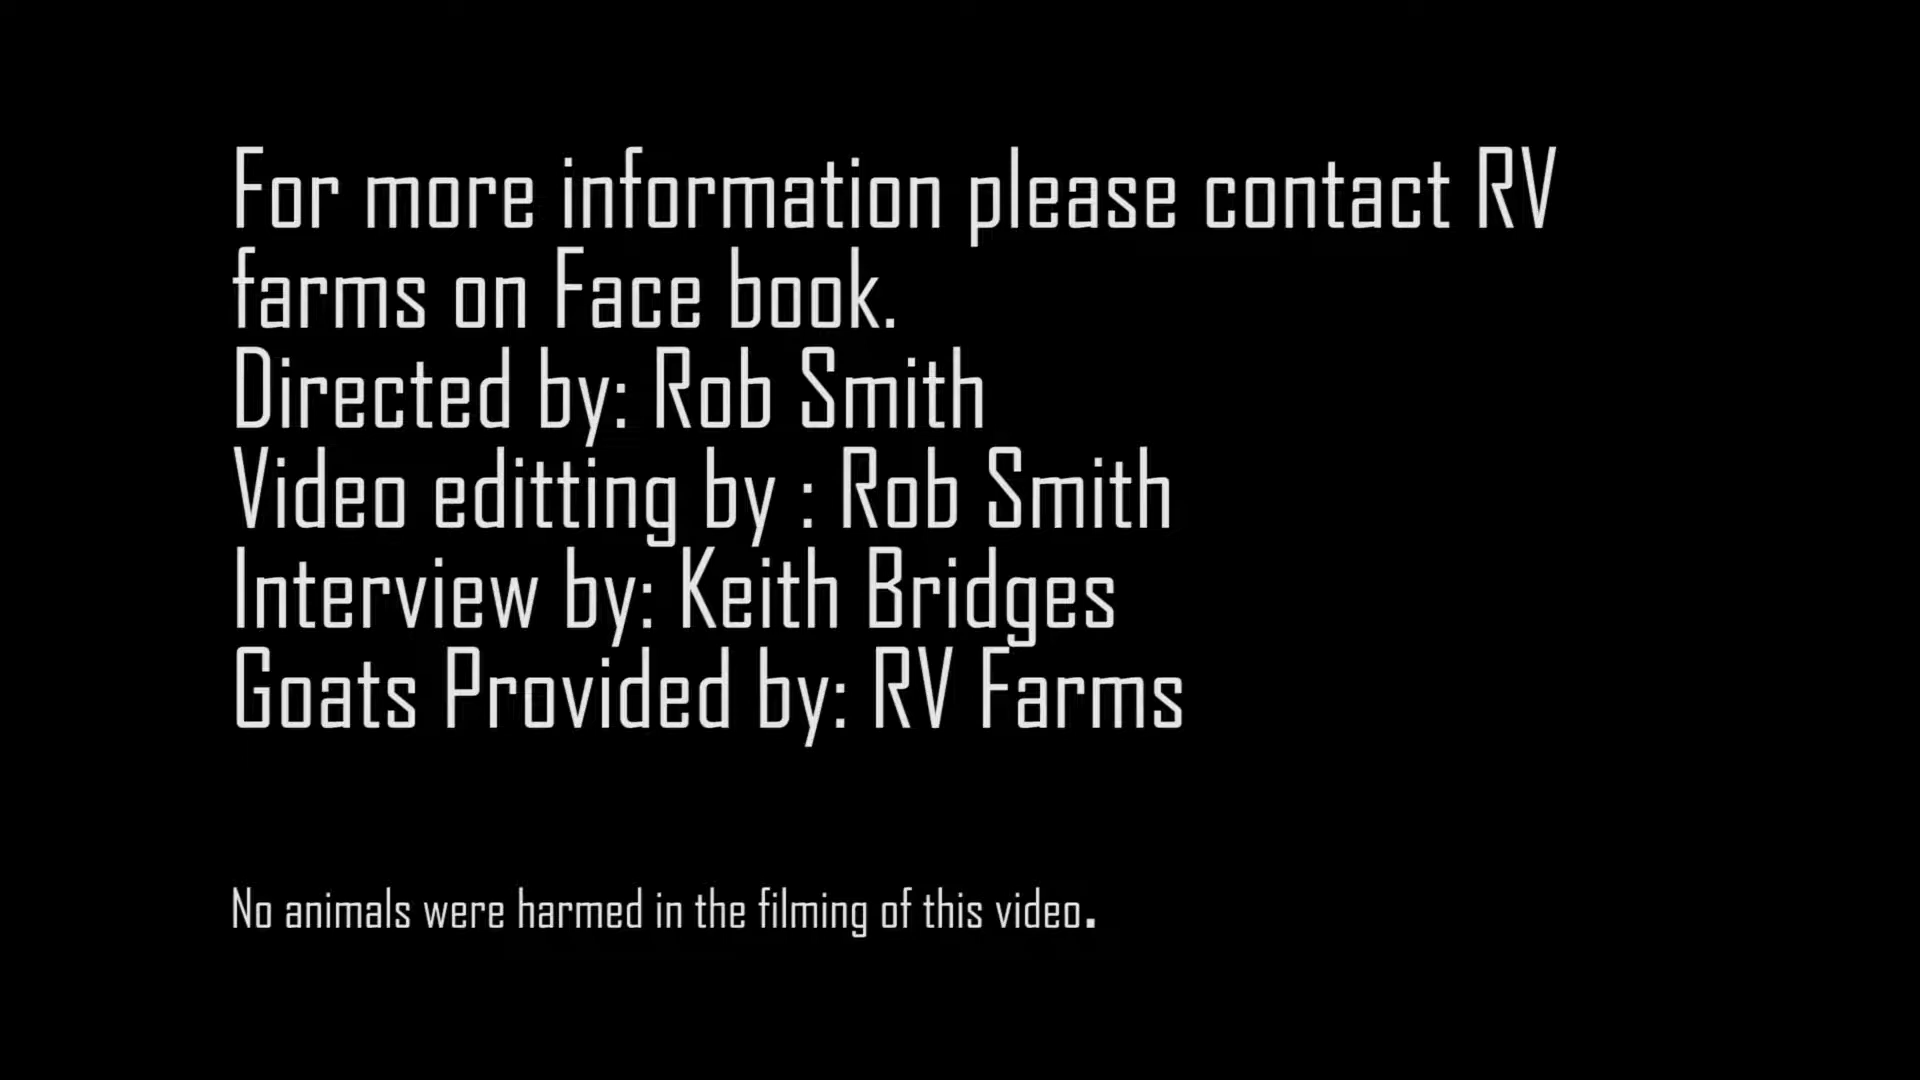 For more information please contact RV
farms on Face book.
Directed by: Rob Smith
Video editting by : Rob Smith
Interview by: Keith Bridges
Goats Provided by: RV Farms
No animals were harmed in the filming of this video.